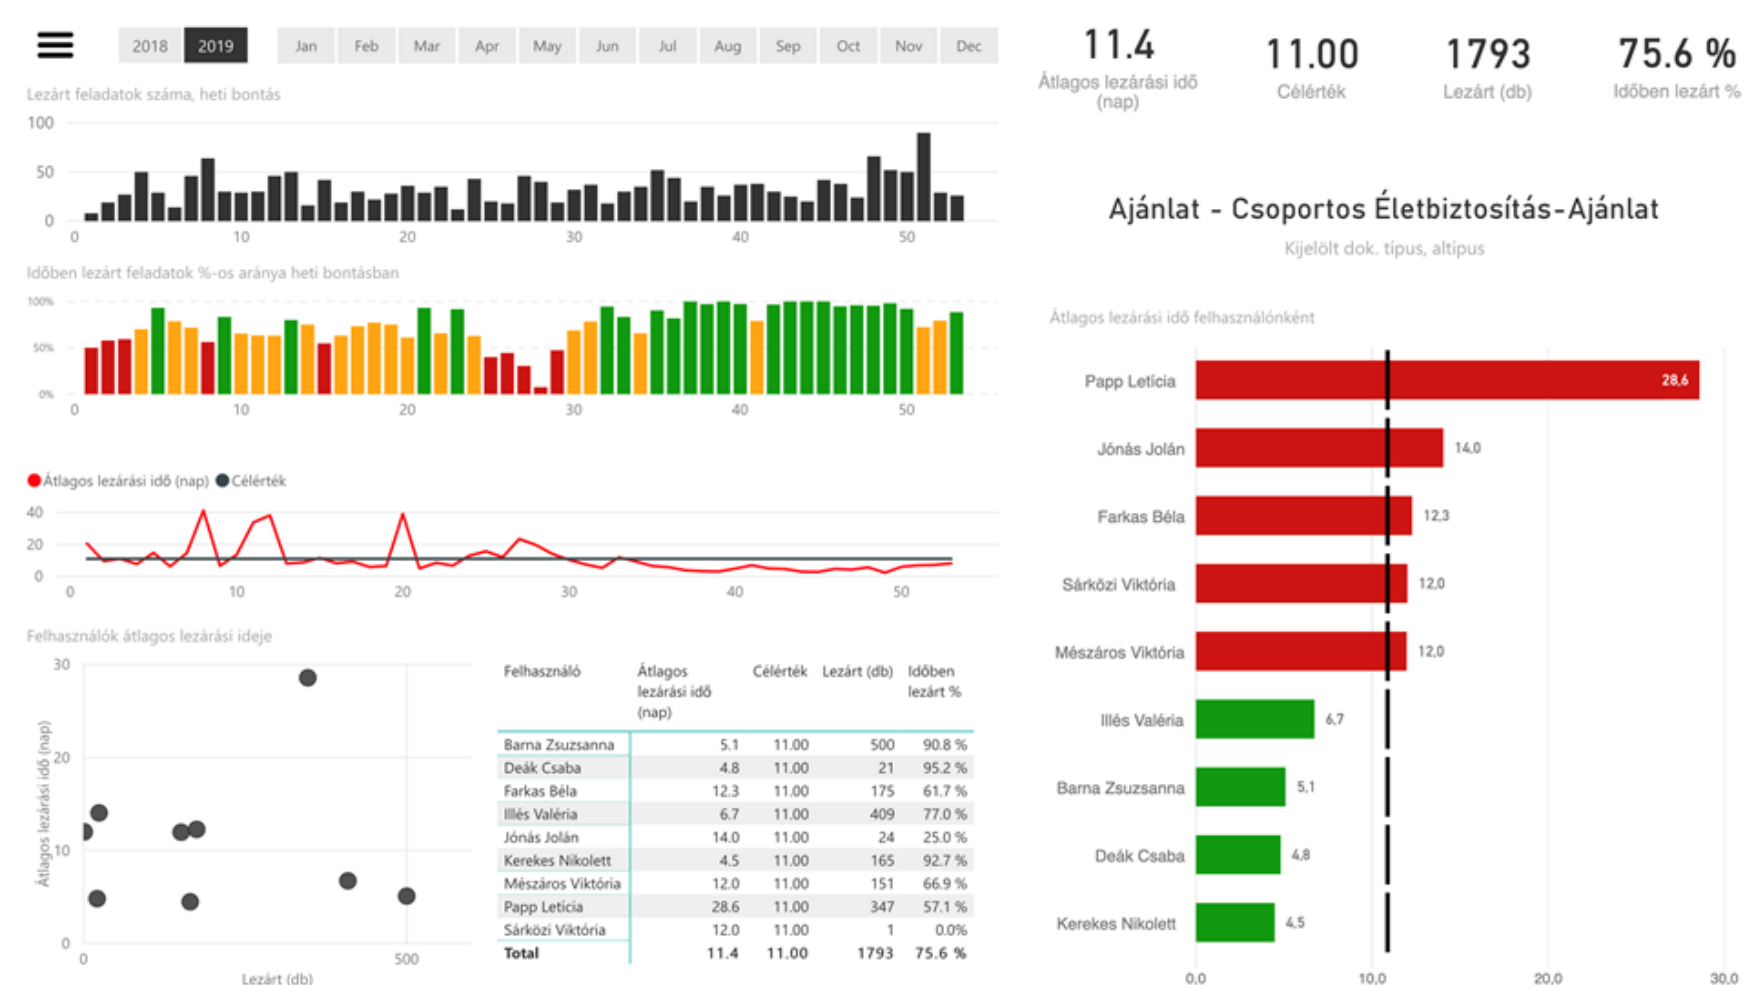 2018 2019 Jan Feb Mar Apr May Jun Jul Aug Sep Oct Nov Dec
Lezárt feladatok száma, heti bontás
100
50
0
0 10 20 30 40 50
Időben lezárt feladatok %-os aránya heti bontásban
100%
50%
0%
0 10 20 30 40 50
Átlagos lezárási idő (nap) Célérték
40
20
0
0 10 20 30 40 50
Felhasználók átlagos lezárási ideje
Átlagos lezárási idő (nap)
30
20
10
0
0 500
Lezárt (db)
Felhasználó Átlagos Célérték Lezárt (db) Időben
lezárási idő lezárt %
(nap)
Barna Zsuzsanna 5.1 11.00 500 90.8 %
Deák Csaba 4.8 11.00 21 95.2 %
Farkas Béla 12.3 11.00 175 61.7 %
Illés Valéria 6.7 11.00 409 77.0 %
Jónás Jolán 14.0 11.00 24 25.0 %
Kerekes Nikolett 4.5 11.00 165 92.7 %
Mészáros Viktória 12.0 11.00 151 66.9 %
Papp Letícia 28.6 11.00 347 57.1 %
Sárközi Viktória 12.0 11.00 1 0.0%
Total 11.4 11.00 1793 75.6 %
11.4 11.00 1793 75.6 %
Átlagos lezárási idő Célérték Lezárt (db) Időben lezárt %
(nap)
Ajánlat - Csoportos Életbiztosítás-Ajánlat
Kijelölt dok. típus, altípus
Átlagos lezárási idő felhasználónként
Papp Letícia 28,6
Jónás Jolán 14,0
Farkas Béla 12,3
Sárközi Viktória 12,0
Mészáros Viktória 12,0
Illés Valéria 6,7
Barna Zsuzsanna 5,1
Deák Csaba 4,8
Kerekes Nikolett 4,5
0,0 10,0 20,0 30,0